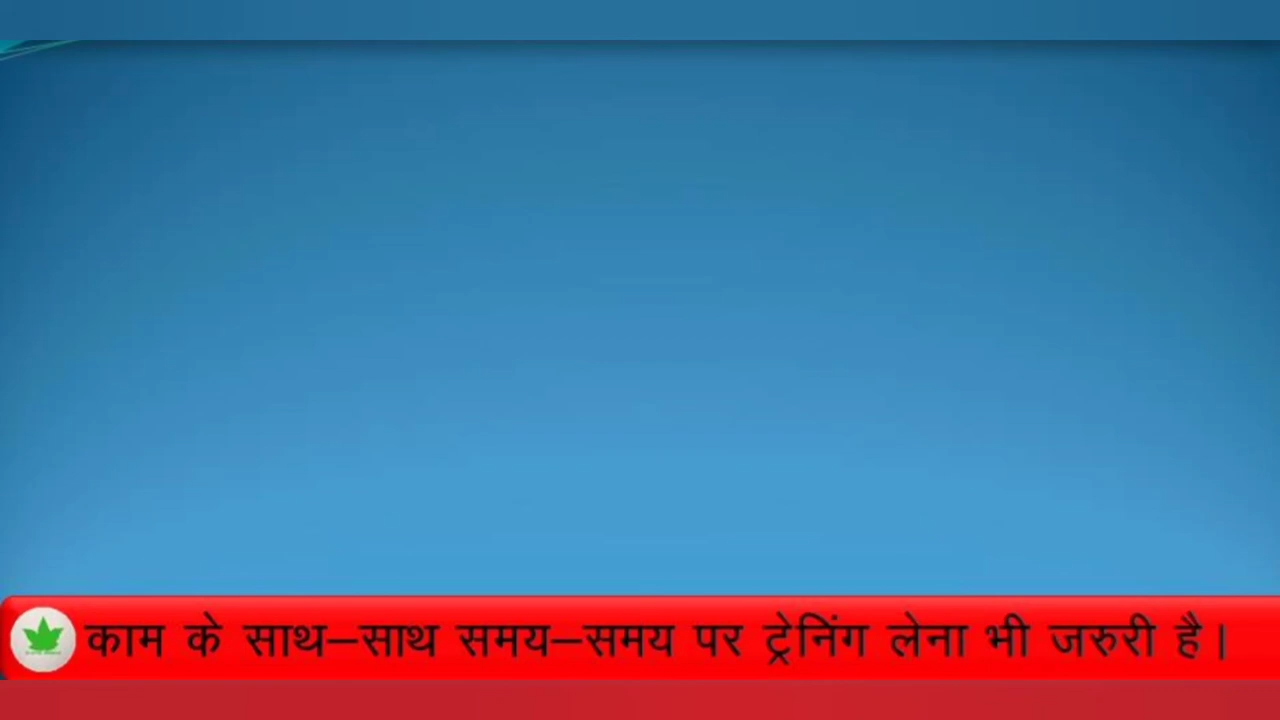 काम के साथ–साथ समय–समय पर ट्रेनिंग लेना भी जरुरी है।